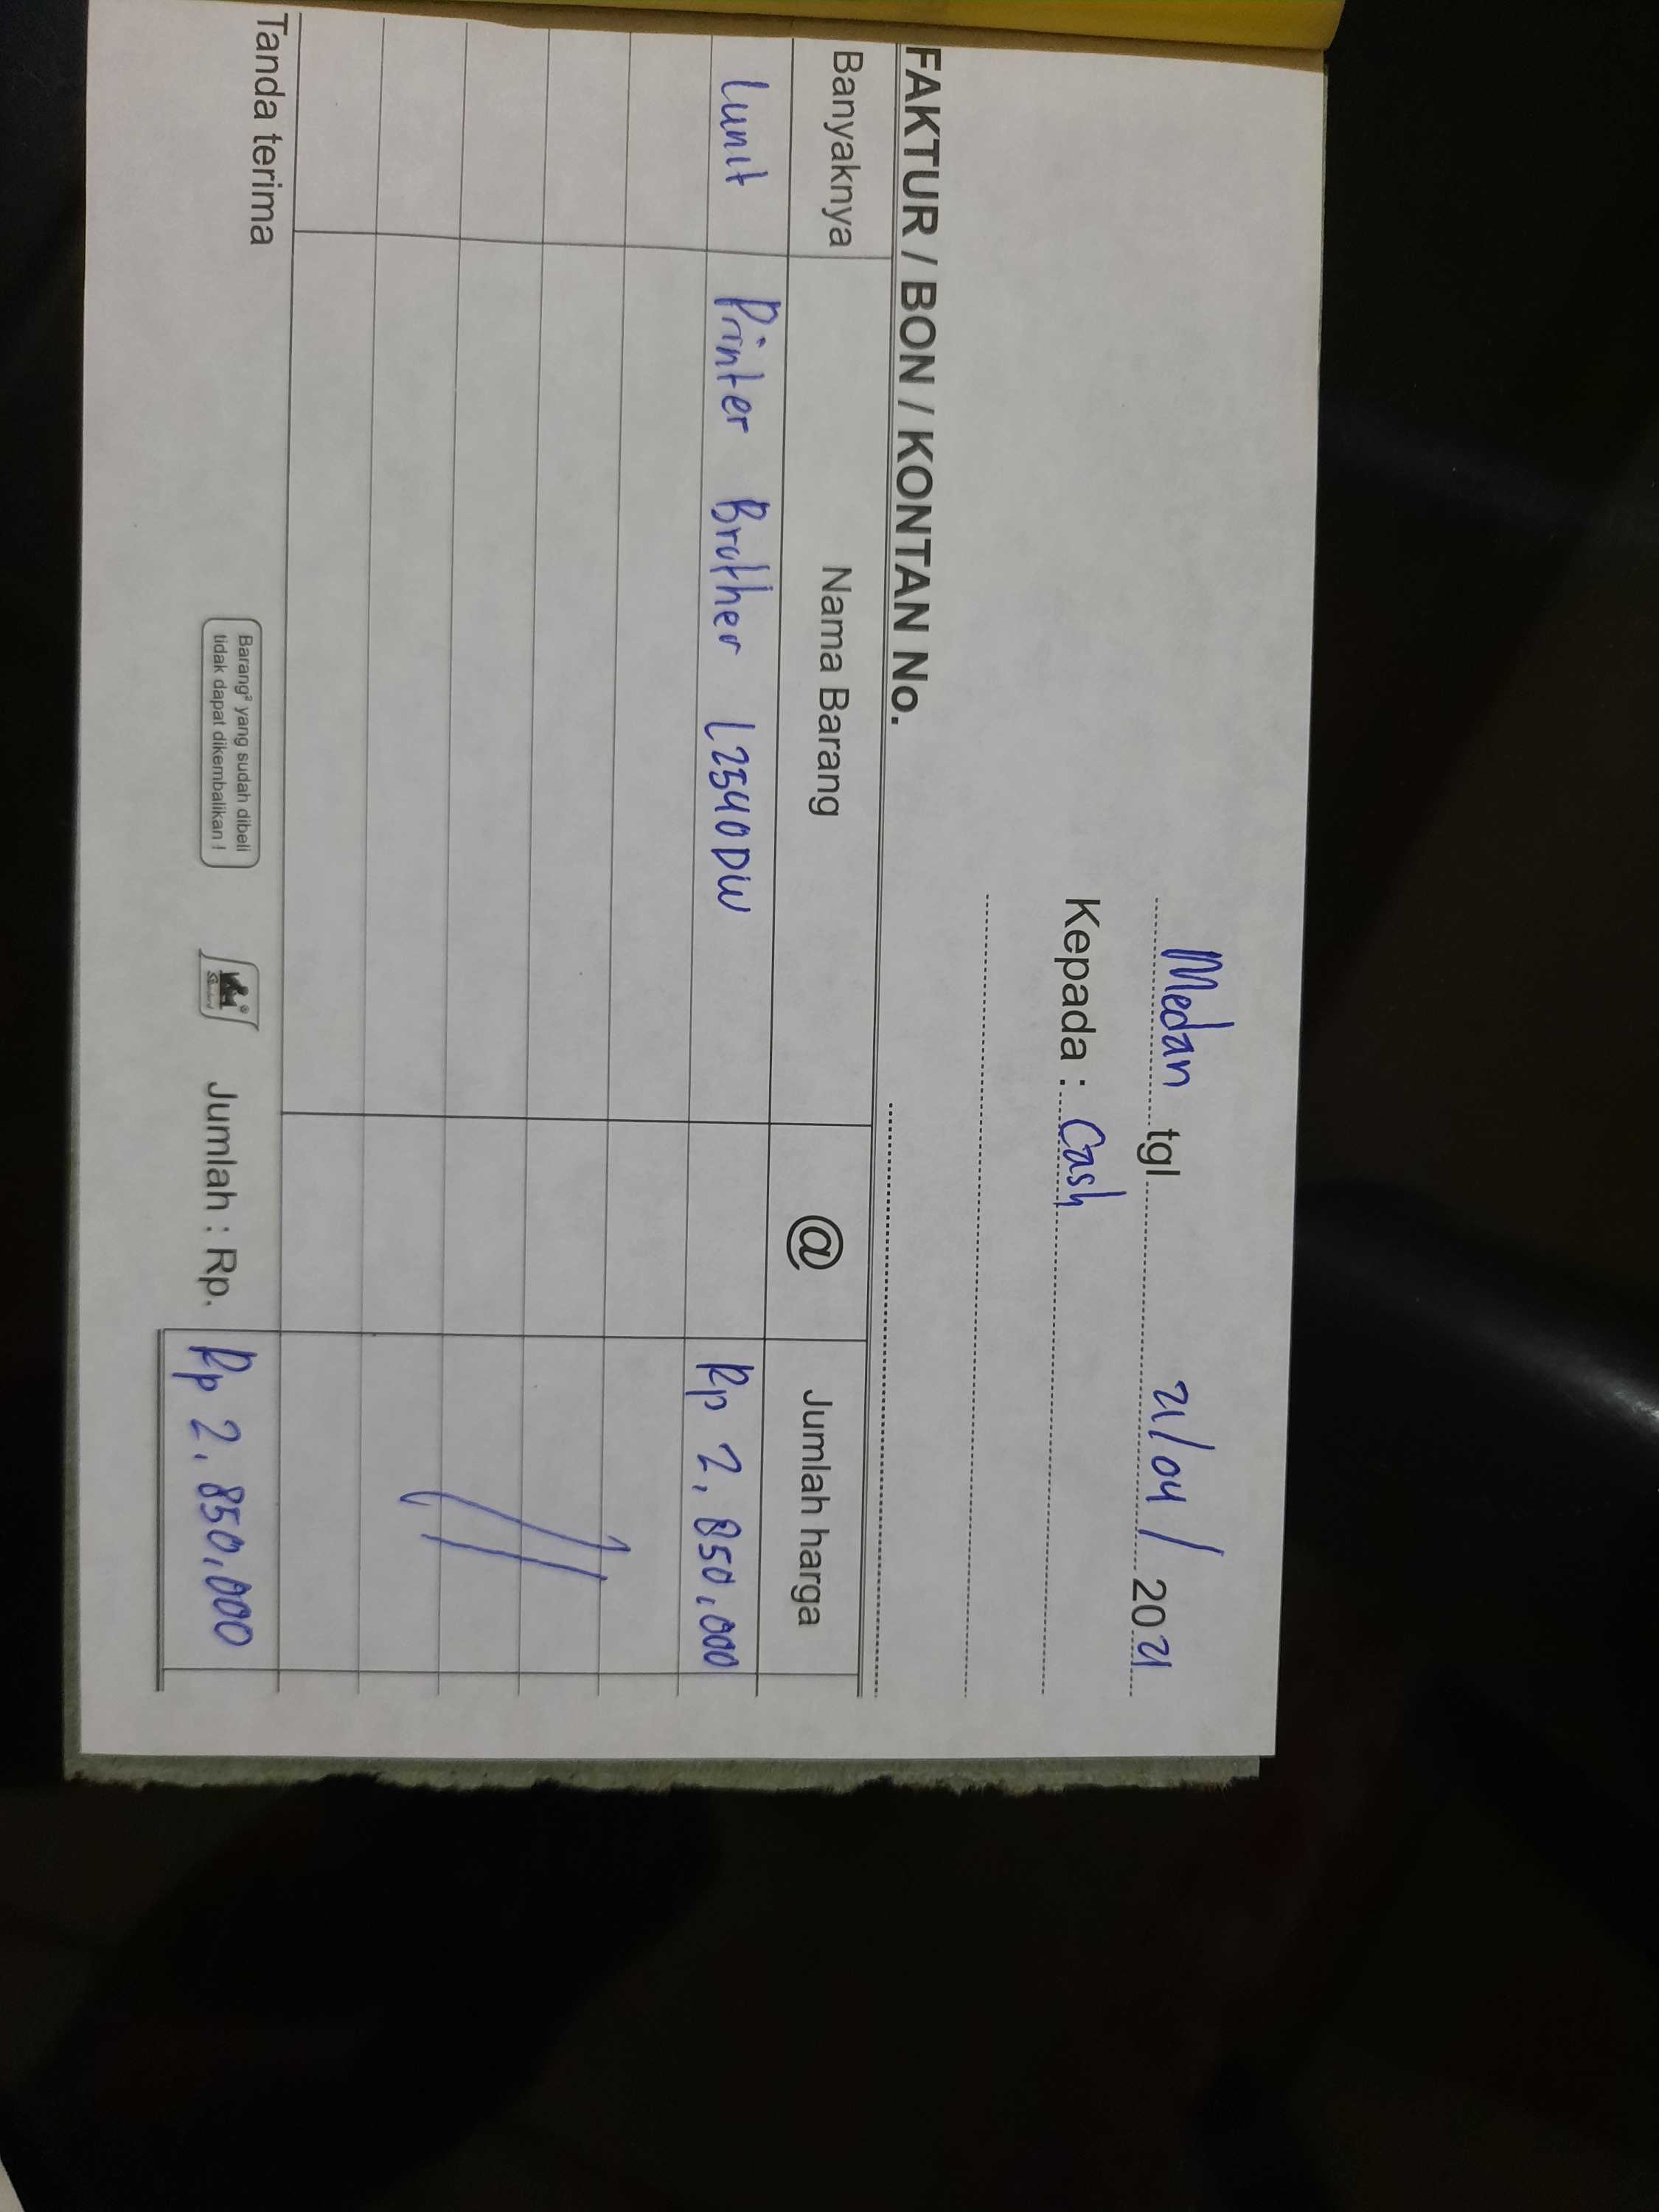 Medan tgl. 21/04/2021
Kepada : Cash
FAKTUR / BON / KONTAN No.
Banyaknya Nama Barang @ Jumlah harga
1unit Printer Brother L2540DW Rp 2.850.000
Tanda terima
Barang² yang sudah dibeli
tidak dapat dikembalikan !
Jumlah : Rp. Rp 2.850.000